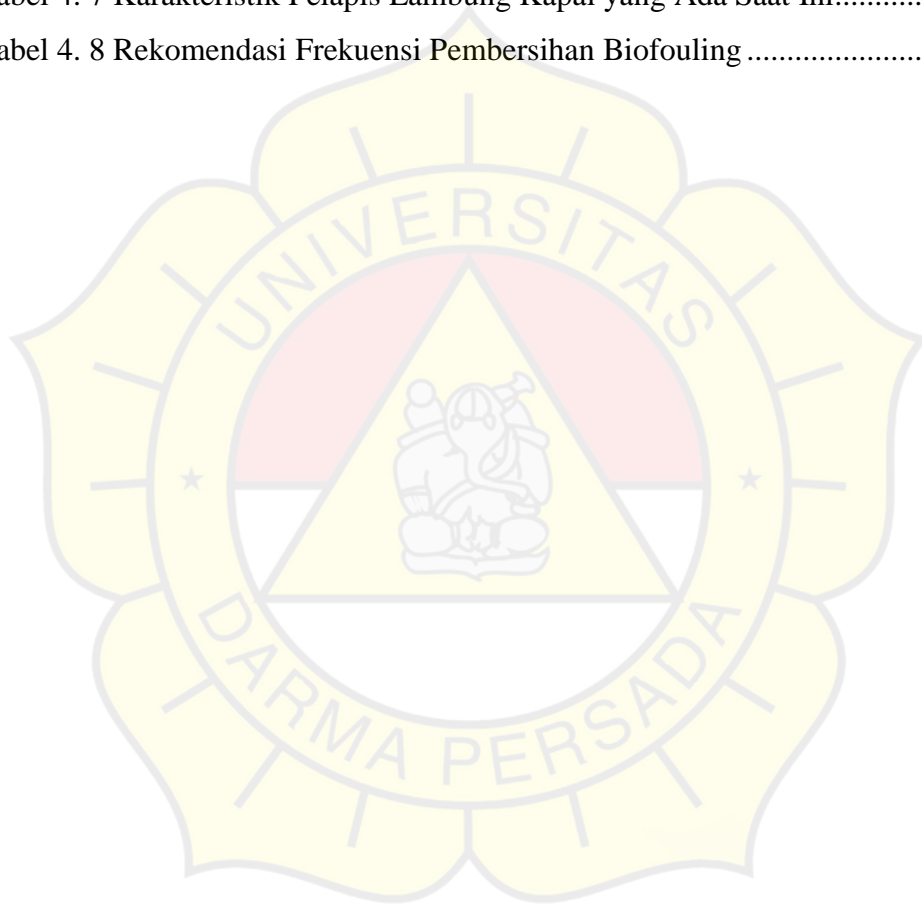 abel 4. 7 Karakteristik Pelapis Lambung Kapal yang Ada Saat Ini............
abel 4. 8 Rekomendasi Frekuensi Pembersihan Biofouling ......................
UNIVERSITAS
DARMA PERSADA